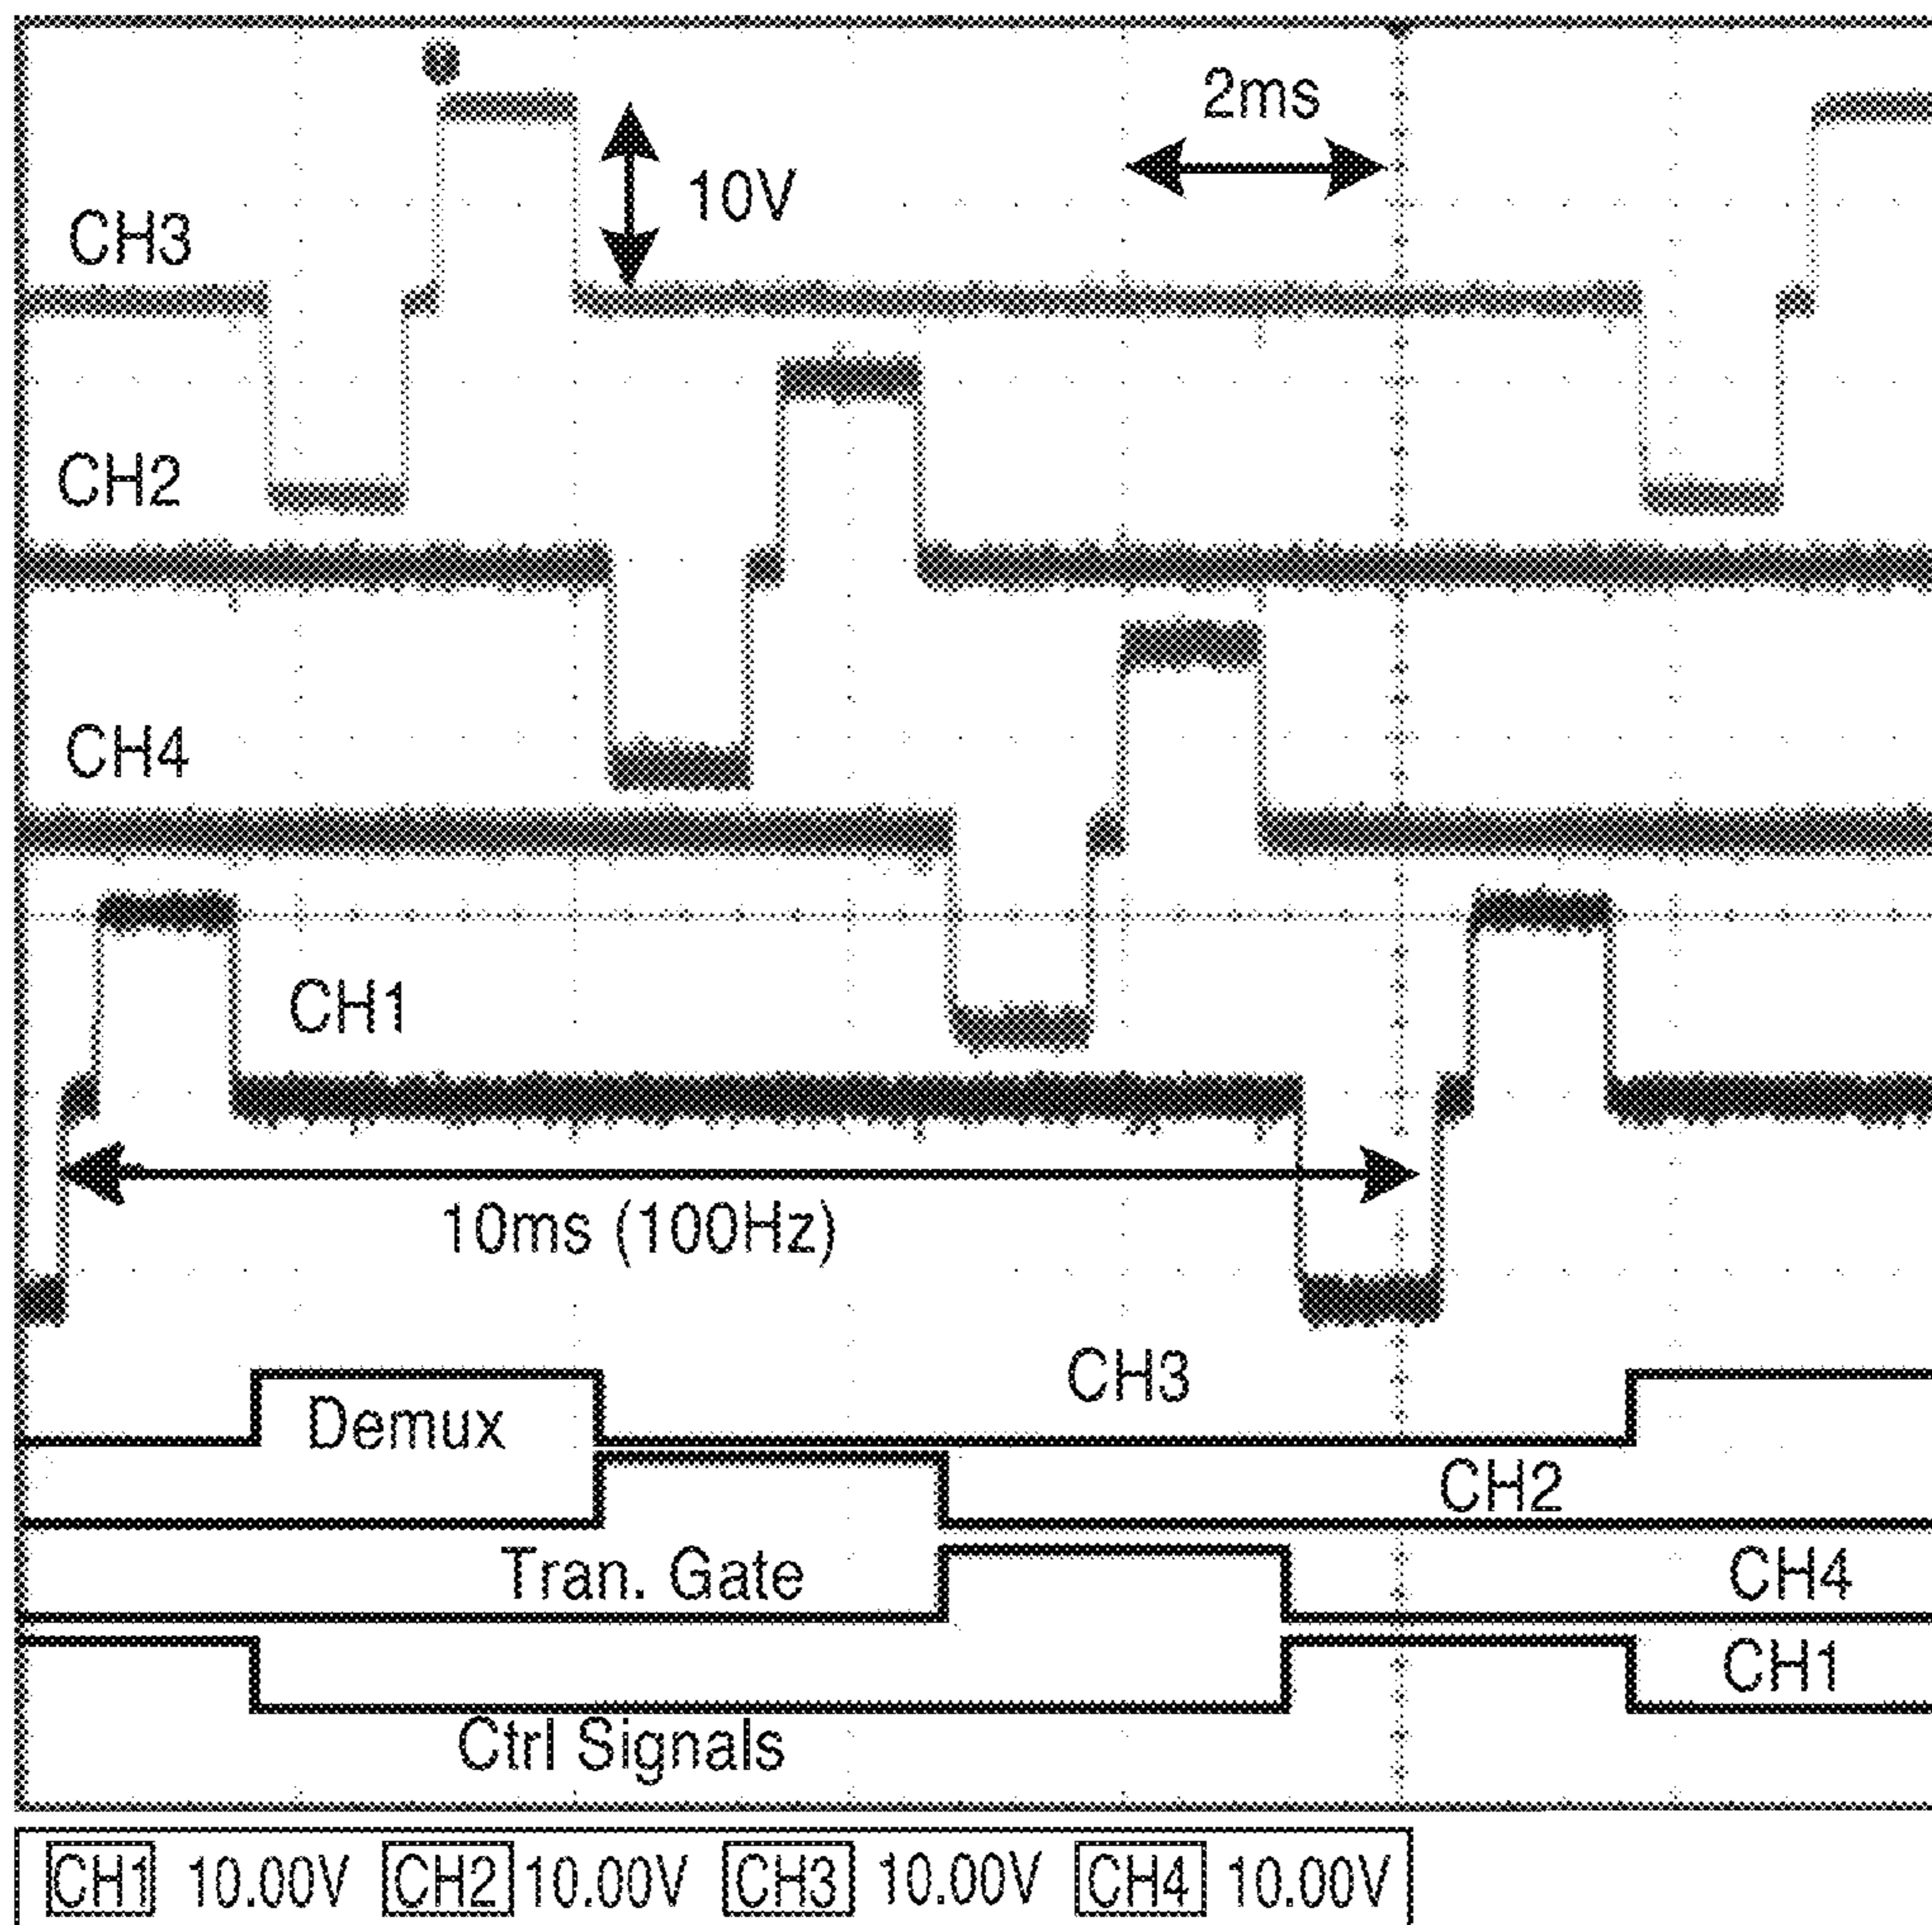 2ms
10V
CH3
CH2
CH4
CH1
10ms (100Hz)
CH3
Demux
CH2
Tran. Gate
CH4
CH1
Ctrl Signals
CH1 10.00V CH2 10.00V CH3 10.00V CH4 10.00V